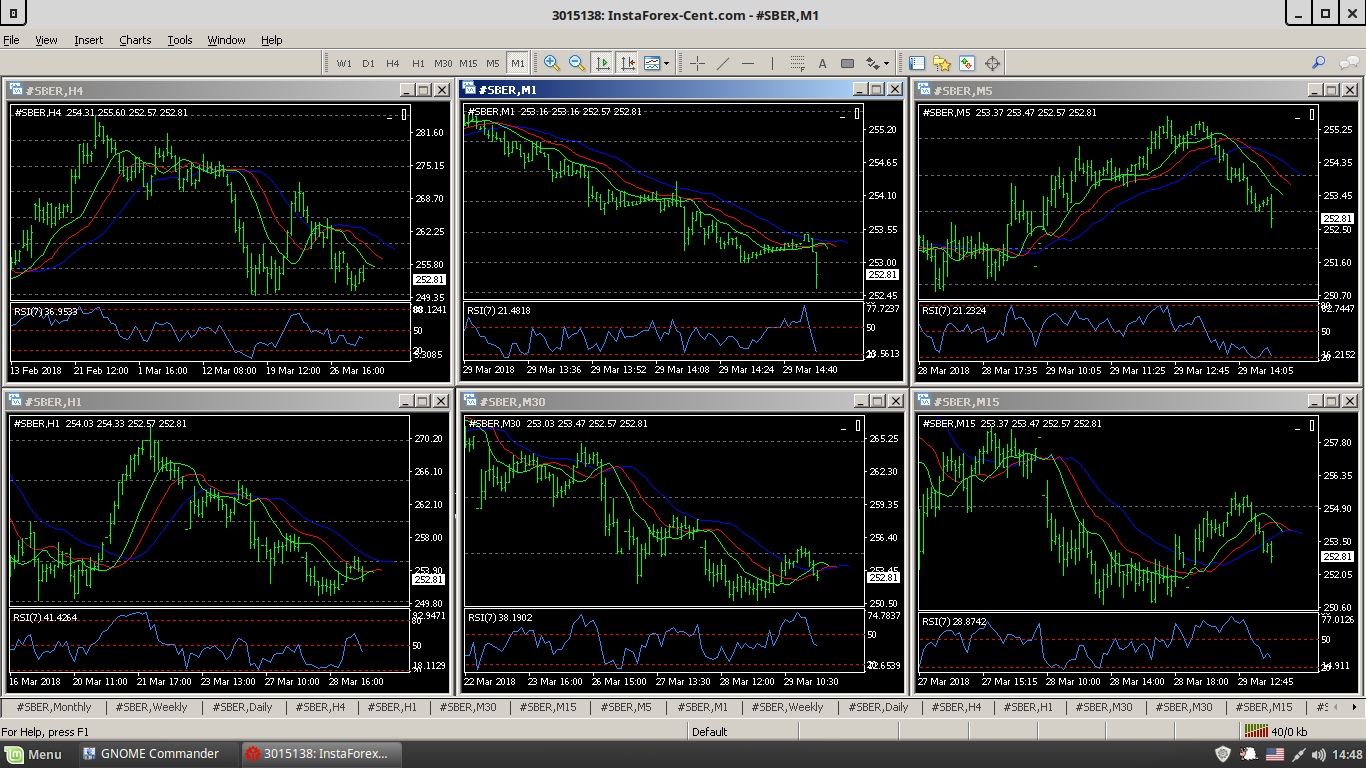 3015138: InstaForex-Cent.com - #SBER,M1
File View Insert Charts Tools Window Help
W1 D1 H4 H1 M30 M15 M5 M1 A
#SBER,H4
#SBER,H4 254.31 255.60 252.57 252.81
281.60
275.15
268.70
262.25
255.80
252.81
249.35
RSI(7) 36.9533
50
13 Feb 2018 21 Feb 12:00 1 Mar 16:00 12 Mar 08:00 19 Mar 12:00 26 Mar 16:00
#SBER,M1
#SBER,M1 253.16 253.16 252.57 252.81
255.20
254.65
254.10
253.55
253.00
252.81
252.45
RSI(7) 21.4818
77.7237
50
29 Mar 2018 29 Mar 13:36 29 Mar 13:52 29 Mar 14:08 29 Mar 14:24 29 Mar 14:40
#SBER,M5
#SBER,M5 253.37 253.47 252.57 252.81
255.25
254.35
253.45
252.81
252.50
251.60
250.70
RSI(7) 21.2324
50
28 Mar 2018 28 Mar 17:35 29 Mar 10:05 29 Mar 11:25 29 Mar 12:45 29 Mar 14:05
#SBER,H1
#SBER,H1 254.03 254.33 252.57 252.81
270.20
266.10
262.10
258.00
253.90
252.81
249.80
RSI(7) 41.4264
50
16 Mar 2018 20 Mar 11:00 21 Mar 17:00 23 Mar 13:00 27 Mar 10:00 28 Mar 16:00
#SBER,M30
#SBER,M30 253.03 253.47 252.57 252.81
265.25
262.30
259.35
256.40
253.45
252.81
250.50
RSI(7) 38.1902
74.7837
50
22 Mar 2018 23 Mar 16:00 26 Mar 15:00 27 Mar 13:30 28 Mar 12:00 29 Mar 10:30
#SBER,M15
#SBER,M15 253.37 253.47 252.57 252.81
257.80
256.35
254.90
253.50
252.81
252.05
250.60
RSI(7) 28.8742
77.0126
50
27 Mar 2018 27 Mar 15:15 28 Mar 10:00 28 Mar 14:00 28 Mar 18:00 29 Mar 12:45
#SBER,Monthly #SBER,Weekly #SBER,Daily #SBER,H4 #SBER,H1 #SBER,M30 #SBER,M15 #SBER,M5 #SBER,M1 #SBER,Weekly #SBER,Daily #SBER,H4 #SBER,H1 #SBER,M30 #SBER,M30 #SBER,M15
For Help, press F1 Default 40/0 kb
Menu GNOME Commander 3015138: InstaForex... 14:48